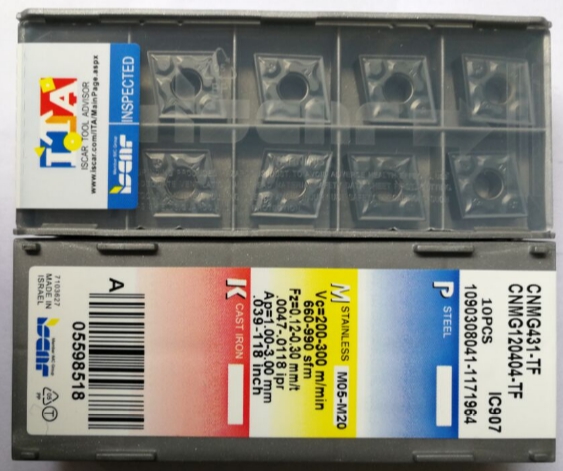 ITA
ISCAR TOOL ADVISOR
www.iscar.com/ITA/MainPage.aspx
INSPECTED
ISCAR
CNMG431-TF
CNMG120404-TF
IC907
10PCS
1090308041-1171964
P STEEL
M STAINLESS M05-M20
Vc=200-300 m/min
660-990 sfm
Fz=0.12-0.30 mm/t
.0047-.0118 ipr
Ap=1.00-3.00 mm
.039-118 inch
K CAST IRON
A
05598518
7103627
MADE IN
ISRAEL
ISCAR